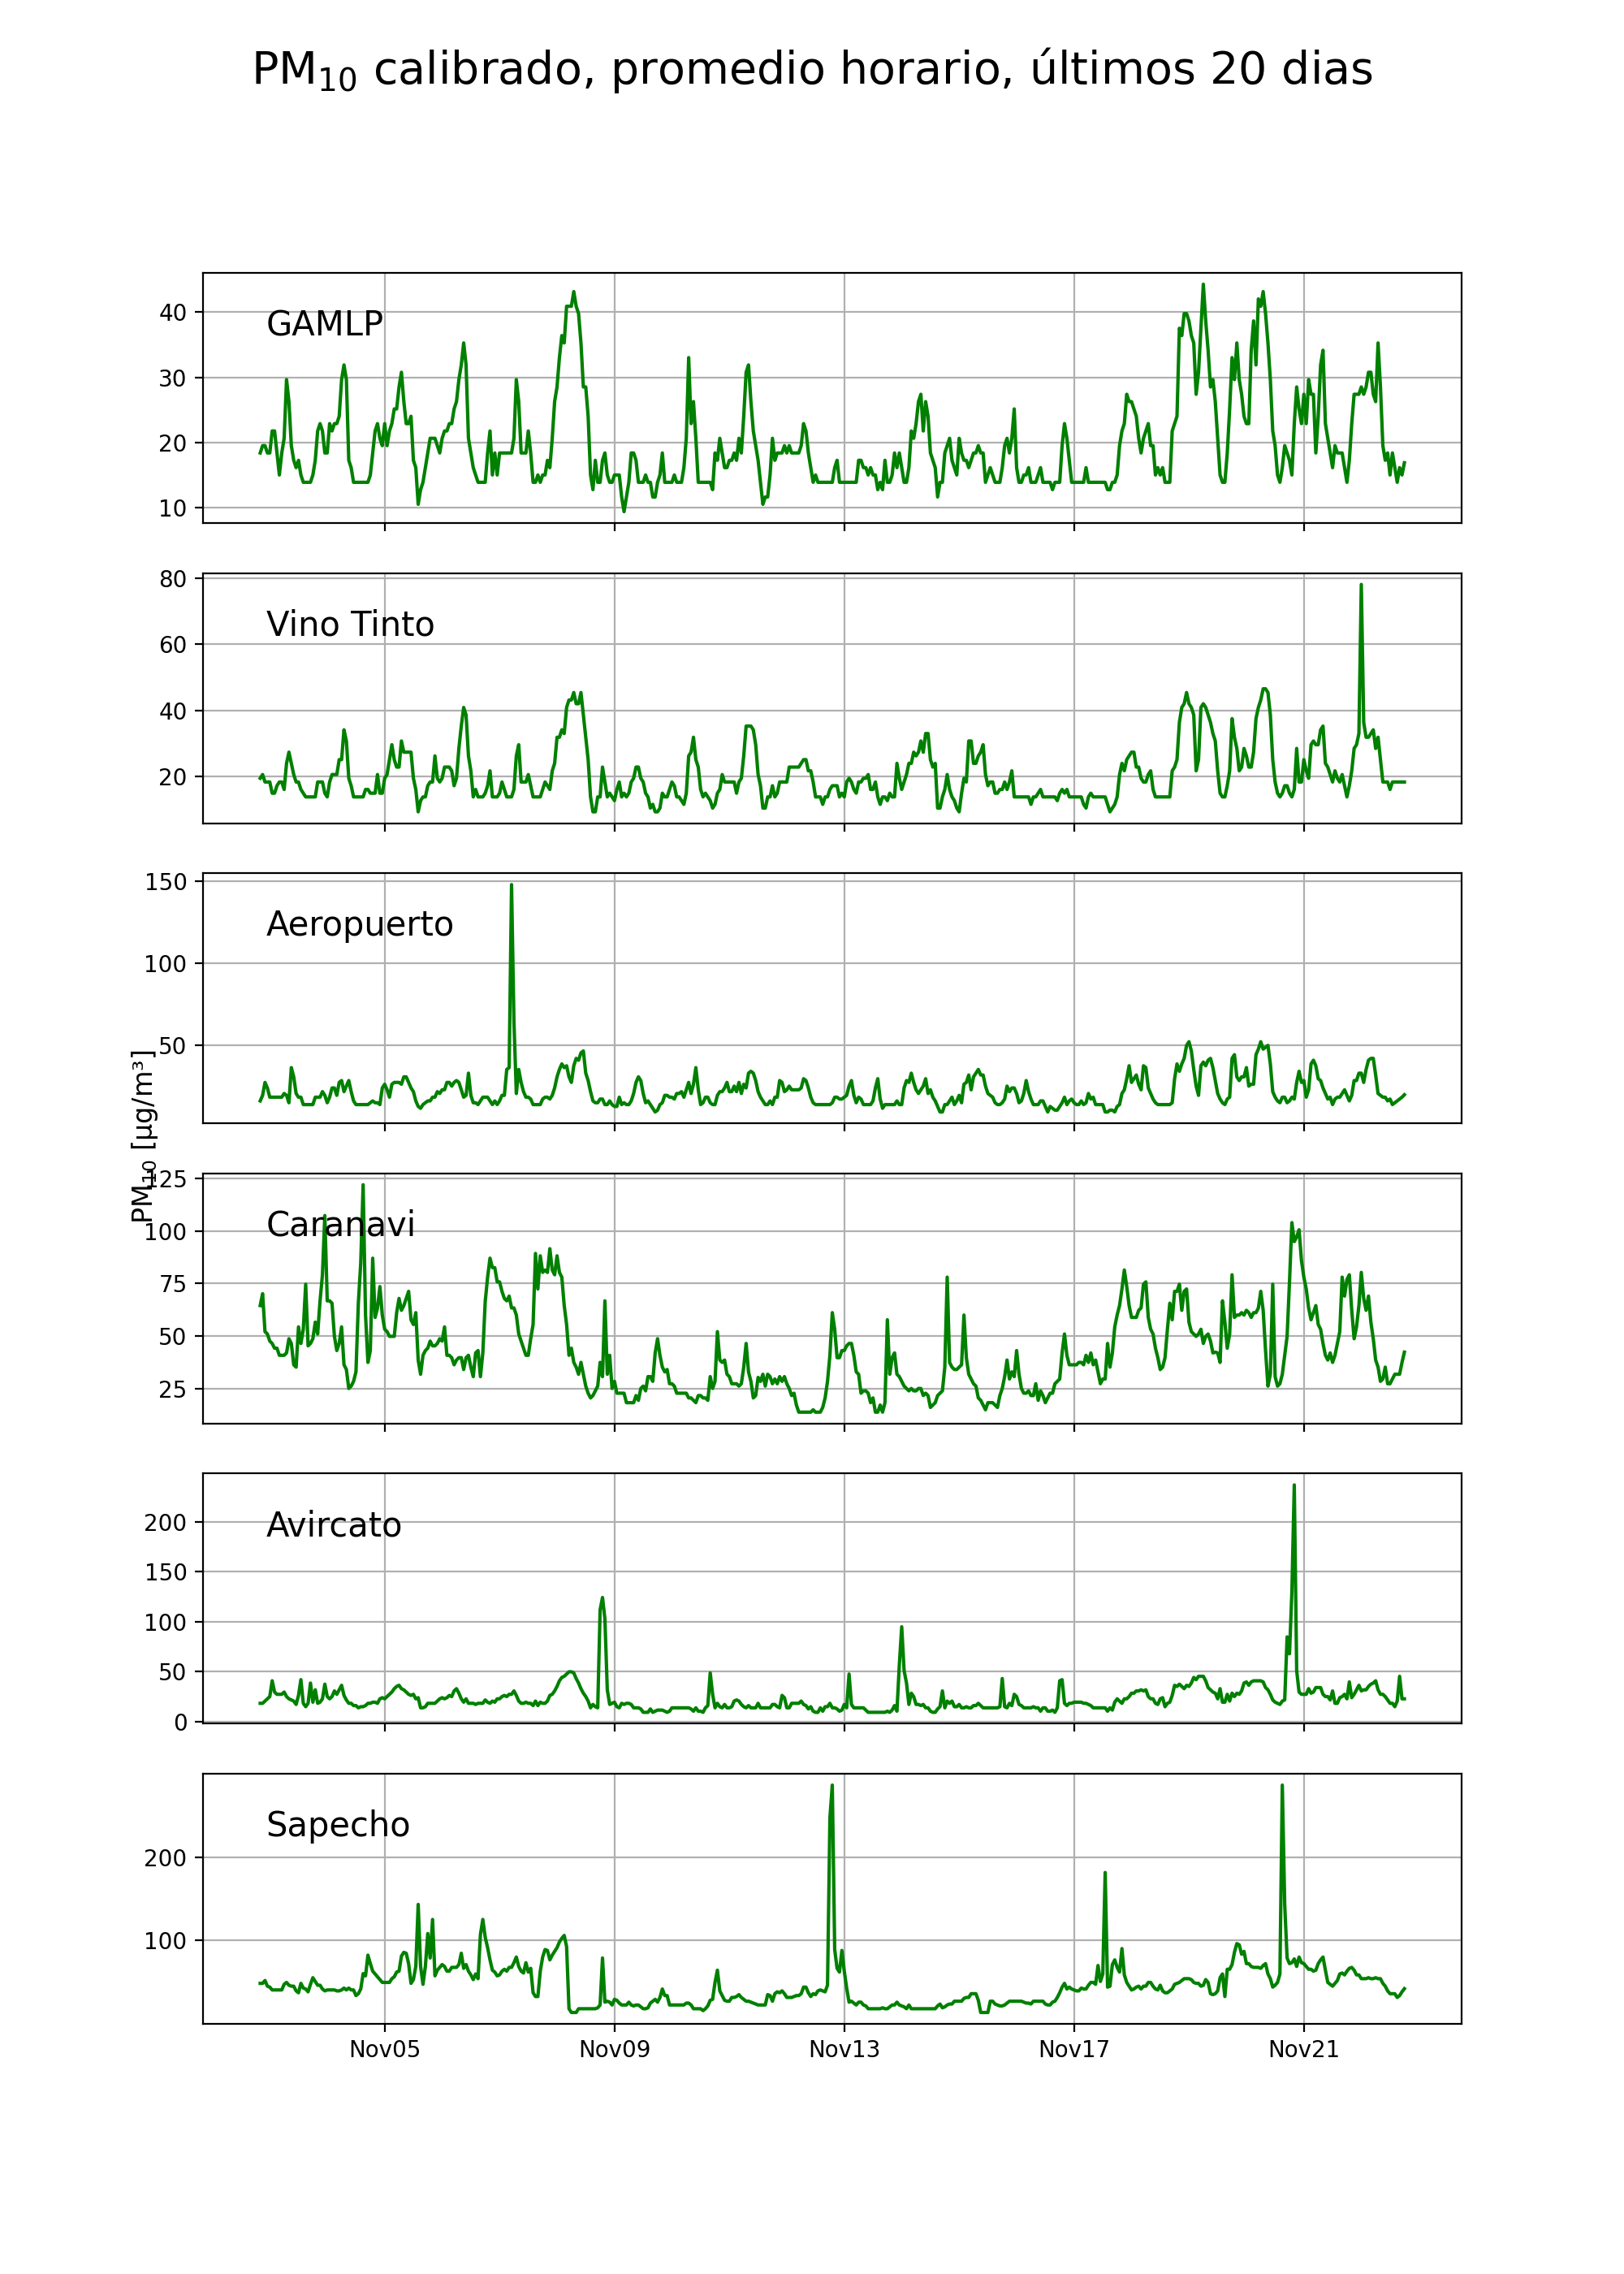 PM₁₀ calibrado, promedio horario, últimos 20 dias
GAMLP
40
30
20
10
Vino Tinto
80
60
40
20
Aeropuerto
150
100
50
PM₁₀ [µg/m³]
Caranavi
125
100
75
50
25
Avircato
200
150
100
50
0
Sapecho
200
100
Nov05 Nov09 Nov13 Nov17 Nov21